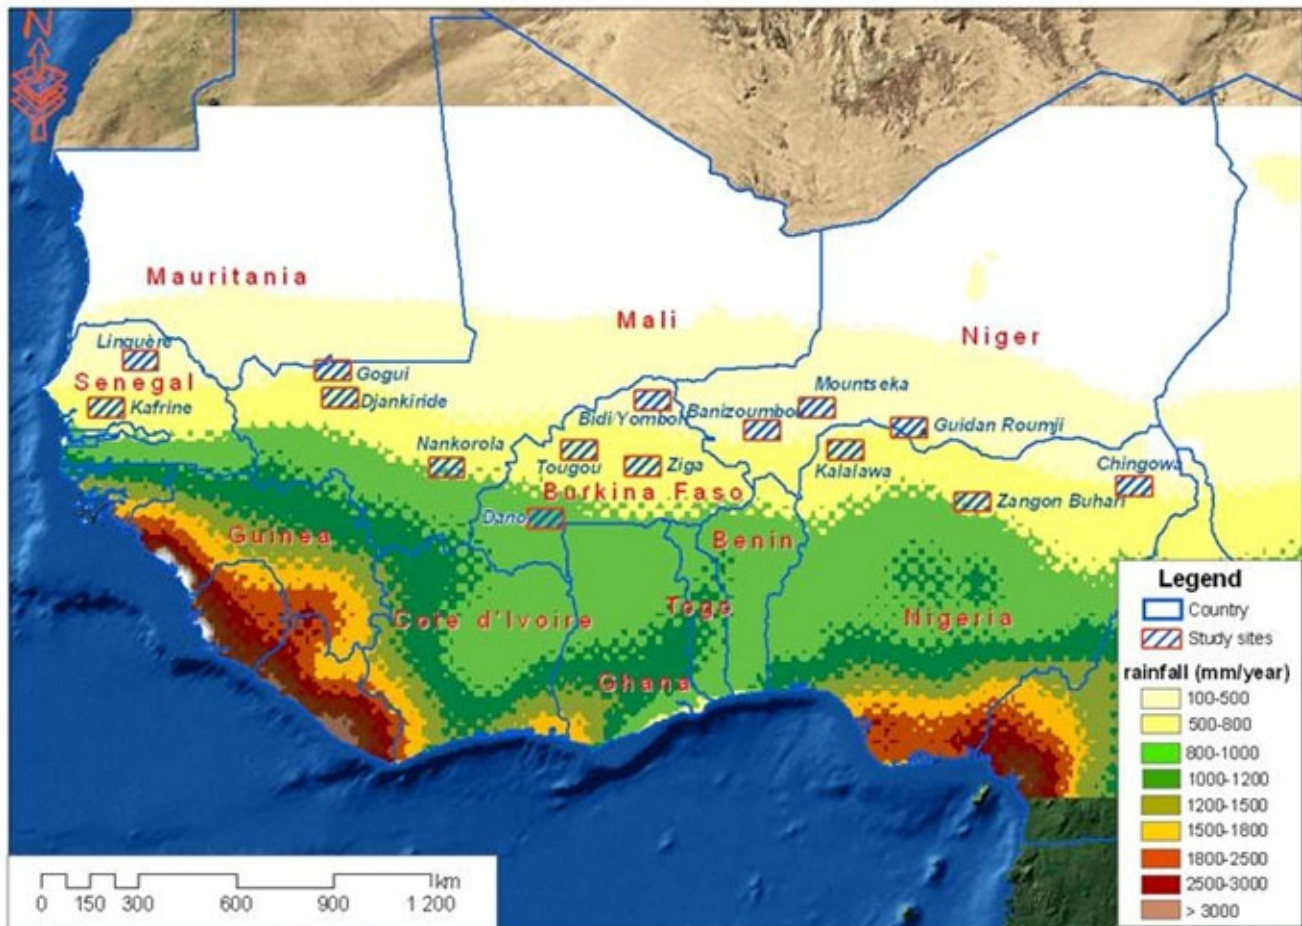 N
Mauritania
Mali
Niger
Linguère
Gogui
Senegal
Djankiride
Kafrine
Mountseka
Bidi/Yomboli
Banizoumbou
Guidan Roumji
Nankorola
Tougou
Ziga
Kalalawa
Chingowa
Burkina Faso
Zangon Buhari
Dano
Guinea
Benin
Togo
Cote d'Ivoire
Nigeria
Ghana
Legend
Country
Study sites
rainfall (mm/year)
100-500
500-800
800-1000
1000-1200
1200-1500
1500-1800
1800-2500
2500-3000
> 3000
km
0 150 300 600 900 1 200